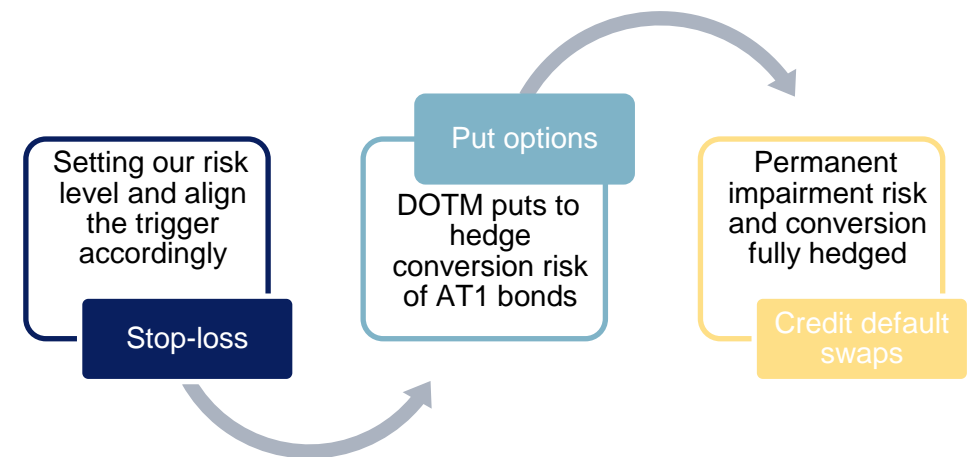 Setting our risk
level and align
the trigger
accordingly
Stop-loss
Put options
DOTM puts to
hedge
conversion risk
of AT1 bonds
Permanent
impairment risk
and conversion
fully hedged
Credit default
swaps